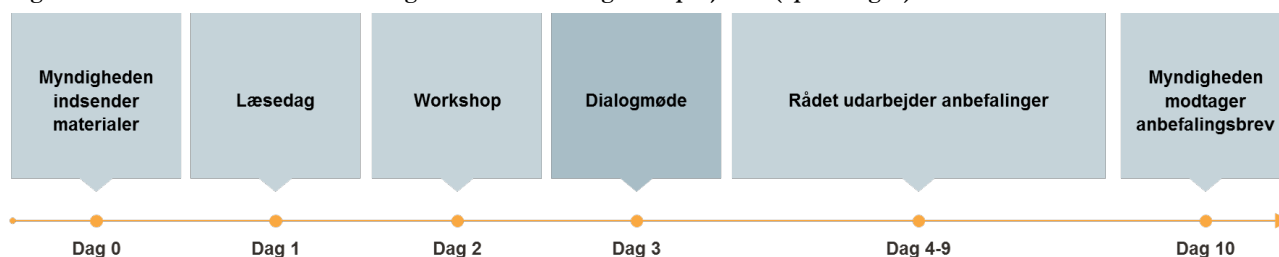 Myndigheden
indsender
materialer
Læsedag
Workshop
Dialogmøde
Rådet udarbejder anbefalinger
Myndigheden
modtager
anbefalingsbrev
Dag 0
Dag 1
Dag 2
Dag 3
Dag 4-9
Dag 10